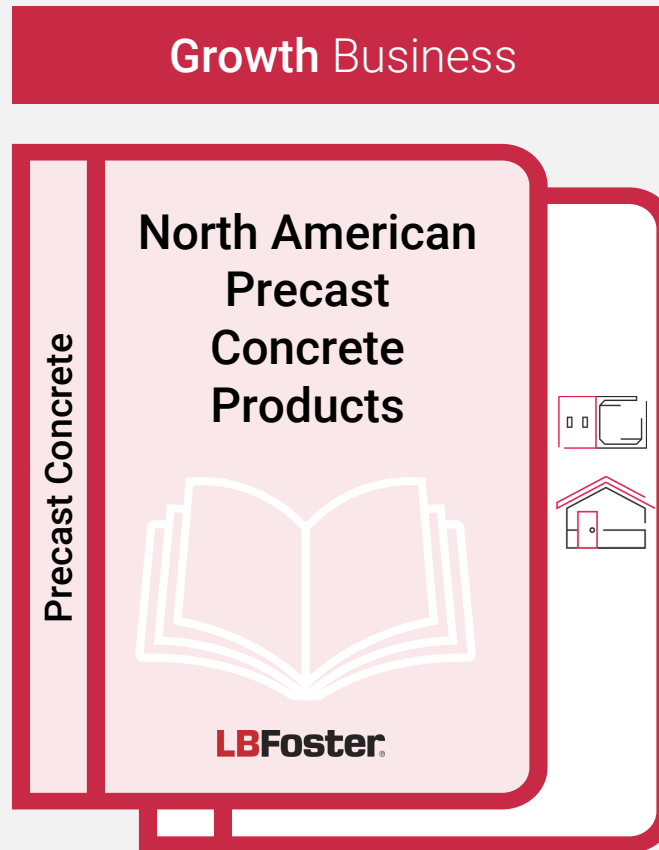 Growth Business
North American
Precast
Concrete
Products
Precast Concrete
LBFoster®